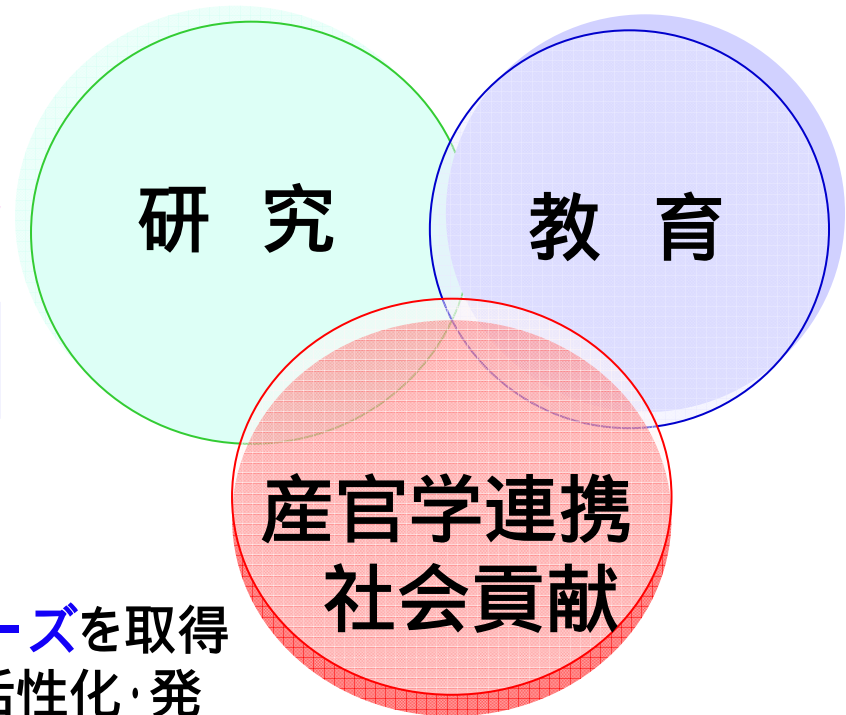 研 究
教 育
産官学連携
社会貢献
ーズを取得
活性化・発